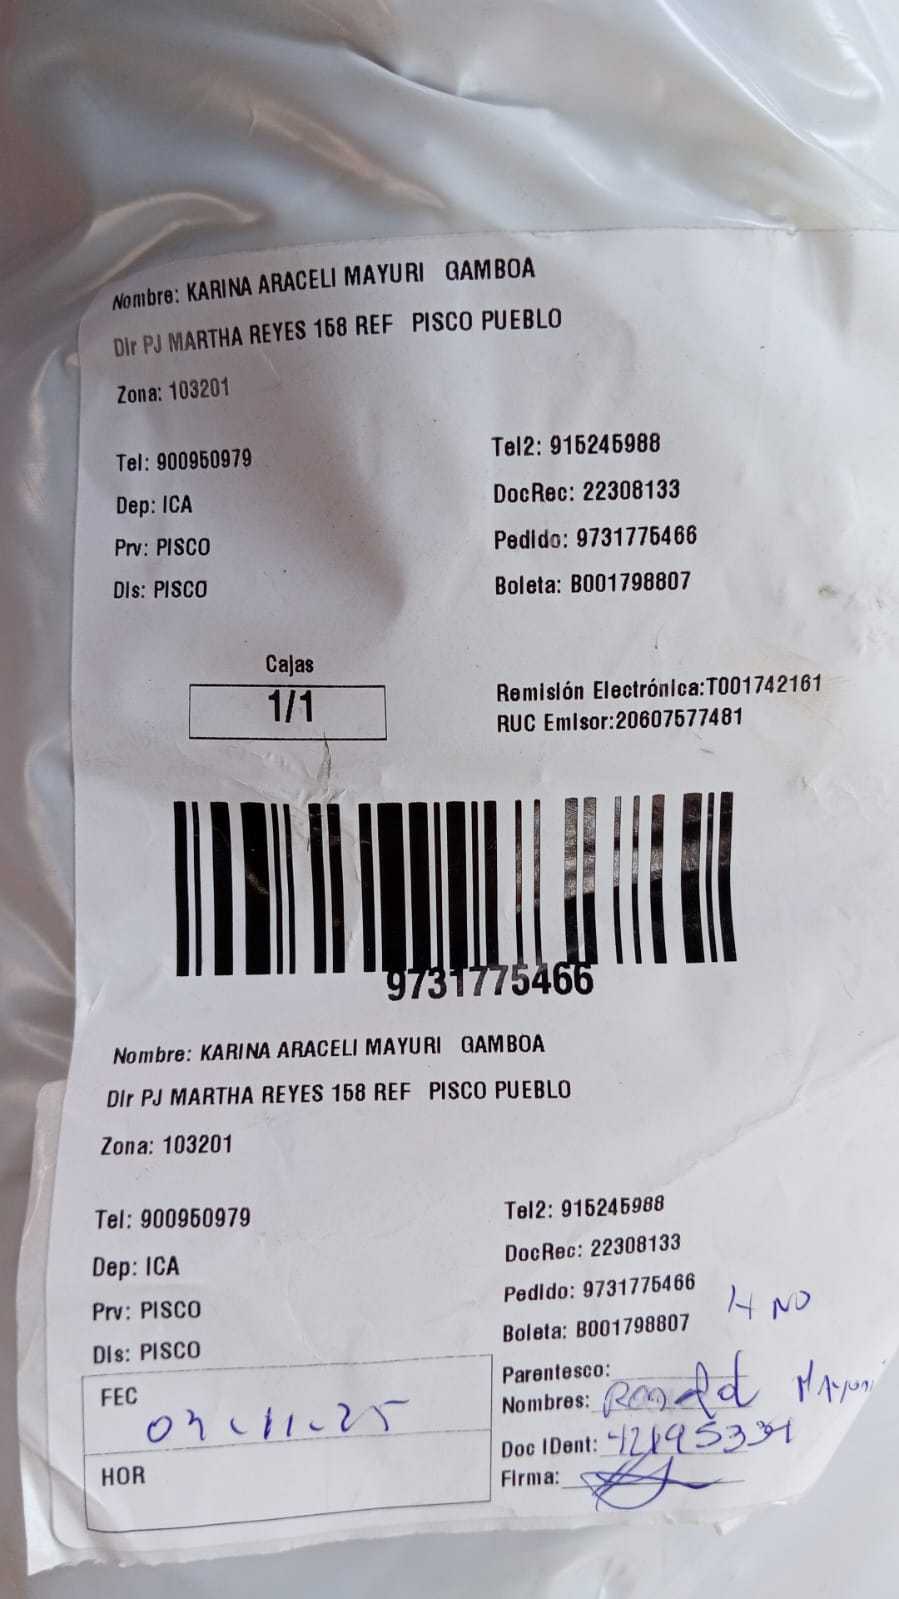 Nombre: KARINA ARACELI MAYURI GAMBOA
Dir PJ MARTHA REYES 158 REF PISCO PUEBLO
Zona: 103201
Tel: 900950979 Tel2: 915245988
Dep: ICA DocRec: 22308133
Prv: PISCO Pedido: 9731775466
Dis: PISCO Boleta: B001798807
Cajas
1/1
Remisión Electrónica:T001742161
RUC Emisor:20607577481
9731775466
Nombre: KARINA ARACELI MAYURI GAMBOA
Dir PJ MARTHA REYES 158 REF PISCO PUEBLO
Zona: 103201
Tel: 900950979 Tel2: 915245988
Dep: ICA DocRec: 22308133
Prv: PISCO Pedido: 9731775466
Dis: PISCO Boleta: B001798807
H NO
Parentesco:
FEC Nombres: Ronald Mayuri
Doc IDent:
HOR Firma: